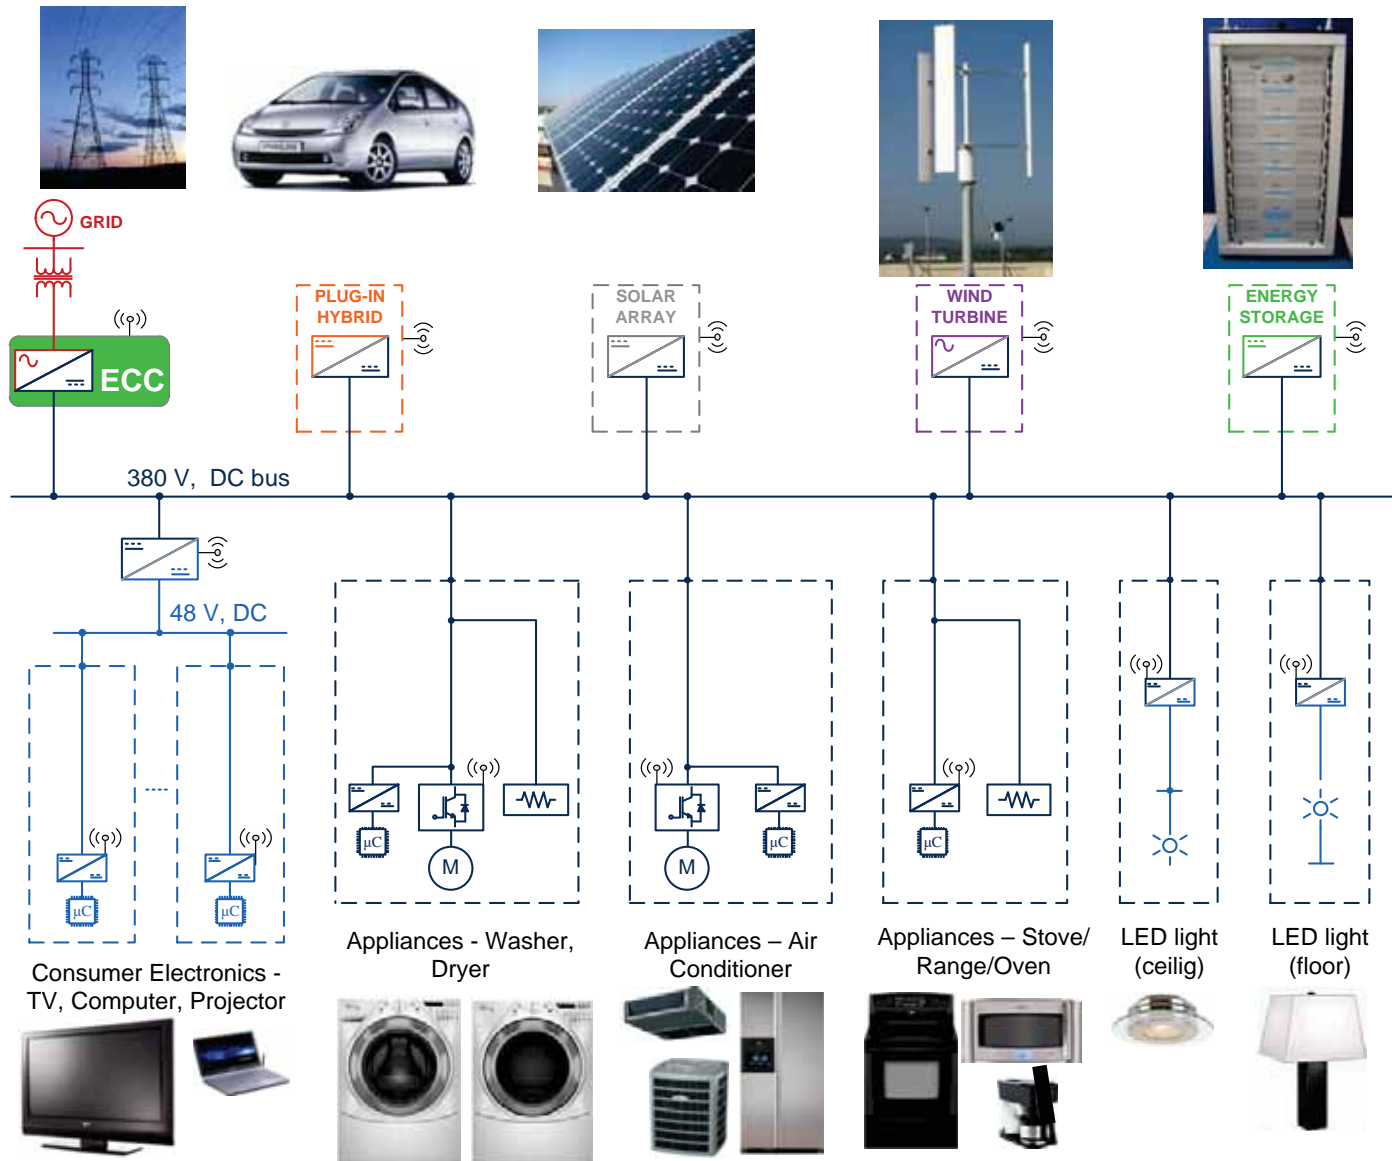 GRID
ECC
PLUG-IN
HYBRID
SOLAR
ARRAY
WIND
TURBINE
ENERGY
STORAGE
380 V, DC bus
48 V, DC
μC
μC
μC
M
M
μC
μC
Consumer Electronics -
TV, Computer, Projector
Appliances - Washer,
Dryer
Appliances – Air
Conditioner
Appliances – Stove/
Range/Oven
LED light
(ceilig)
LED light
(floor)